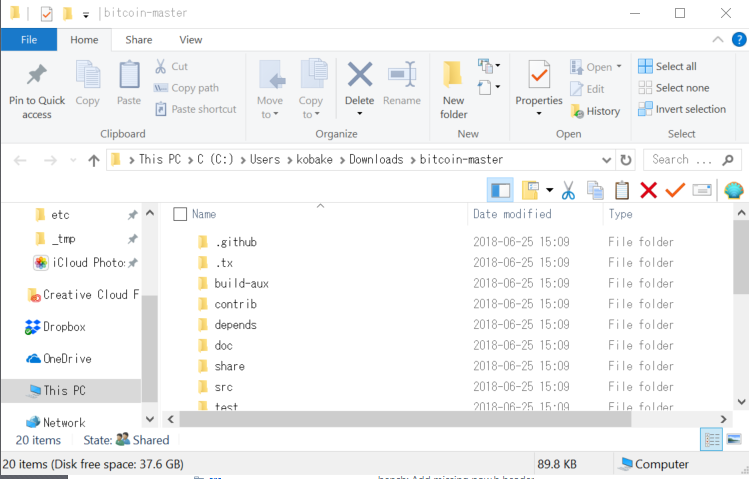 bitcoin-master
File Home Share View
Pin to Quick access
Copy
Paste
Cut
Copy path
Paste shortcut
Clipboard
Move to
Copy to
Delete
Rename
Organize
New folder
New
Properties
Open
Edit
History
Open
Select all
Select none
Invert selection
Select
This PC C (C:) Users kobake Downloads bitcoin-master
Search ...
etc
_tmp
iCloud Photo
Creative Cloud F
Dropbox
OneDrive
This PC
Network
Name Date modified Type
.github 2018-06-25 15:09 File folder
.tx 2018-06-25 15:09 File folder
build-aux 2018-06-25 15:09 File folder
contrib 2018-06-25 15:09 File folder
depends 2018-06-25 15:09 File folder
doc 2018-06-25 15:09 File folder
share 2018-06-25 15:09 File folder
src 2018-06-25 15:09 File folder
test 2018-06-25 15:09 File folder
20 items State: Shared
20 items (Disk free space: 37.6 GB) 89.8 KB Computer